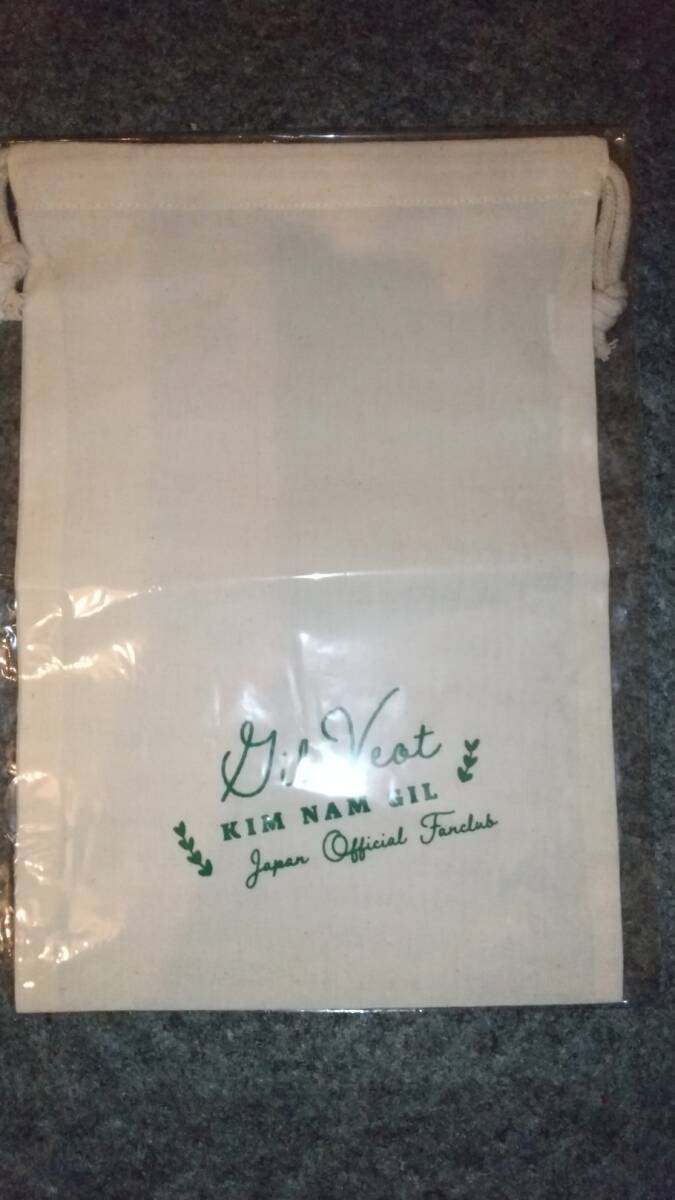 Gil Veot
KIM NAM GIL
Japan Official Fanclub